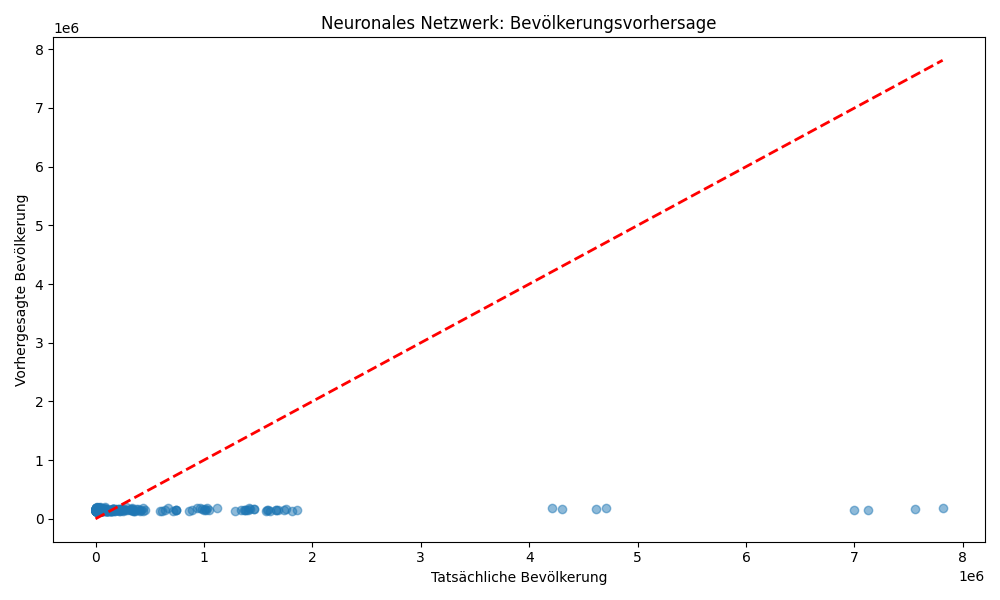 Neuronales Netzwerk: Bevölkerungsvorhersage
1e6
8
7
6
5
4
3
2
1
0
Vorhergesagte Bevölkerung
0 1 2 3 4 5 6 7 8
Tatsächliche Bevölkerung
1e6